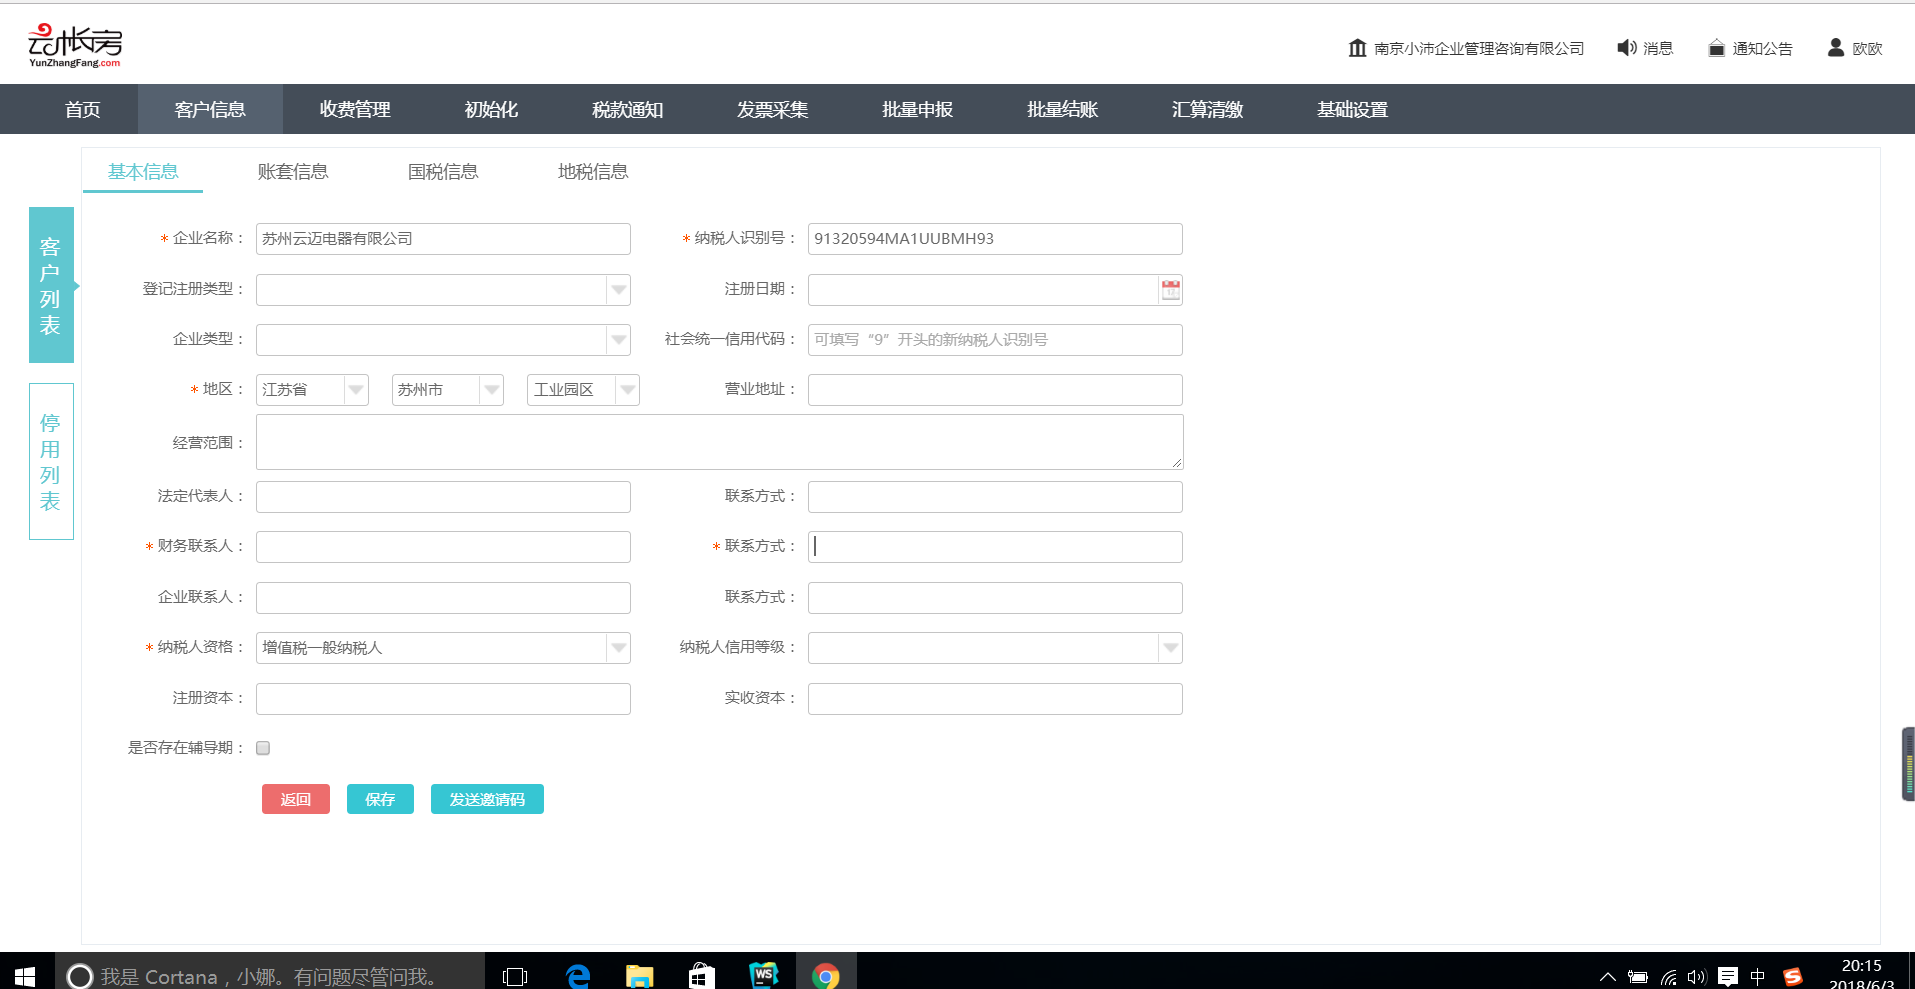 云帐房
YunZhangFang.com
南京小沛企业管理咨询有限公司 消息 通知公告 欧欧
首页 客户信息 收费管理 初始化 税款通知 发票采集 批量申报 批量结账 汇算清缴 基础设置
基本信息 账套信息 国税信息 地税信息
客户列表
停用列表
* 企业名称： 苏州云迈电器有限公司 * 纳税人识别号： 91320594MA1UUBMH93
登记注册类型： 注册日期：
企业类型： 社会统一信用代码： 可填写“9”开头的新纳税人识别号
* 地区： 江苏省 苏州市 工业园区 营业地址：
经营范围：
法定代表人： 联系方式：
* 财务联系人： * 联系方式：
企业联系人： 联系方式：
* 纳税人资格： 增值税一般纳税人 纳税人信用等级：
注册资本： 实收资本：
是否存在辅导期：
返回 保存 发送邀请码
我是 Cortana，小娜。有问题尽管问我。 WS 中 20:15
2018/6/3